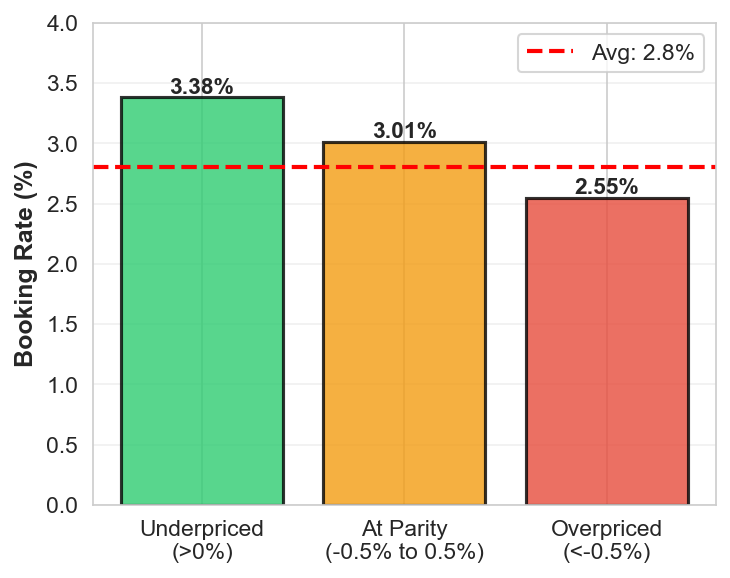 Booking Rate (%)
4.0
3.5
3.0
2.5
2.0
1.5
1.0
0.5
0.0
Avg: 2.8%
3.38%
3.01%
2.55%
Underpriced
(>0%)
At Parity
(-0.5% to 0.5%)
Overpriced
(<-0.5%)